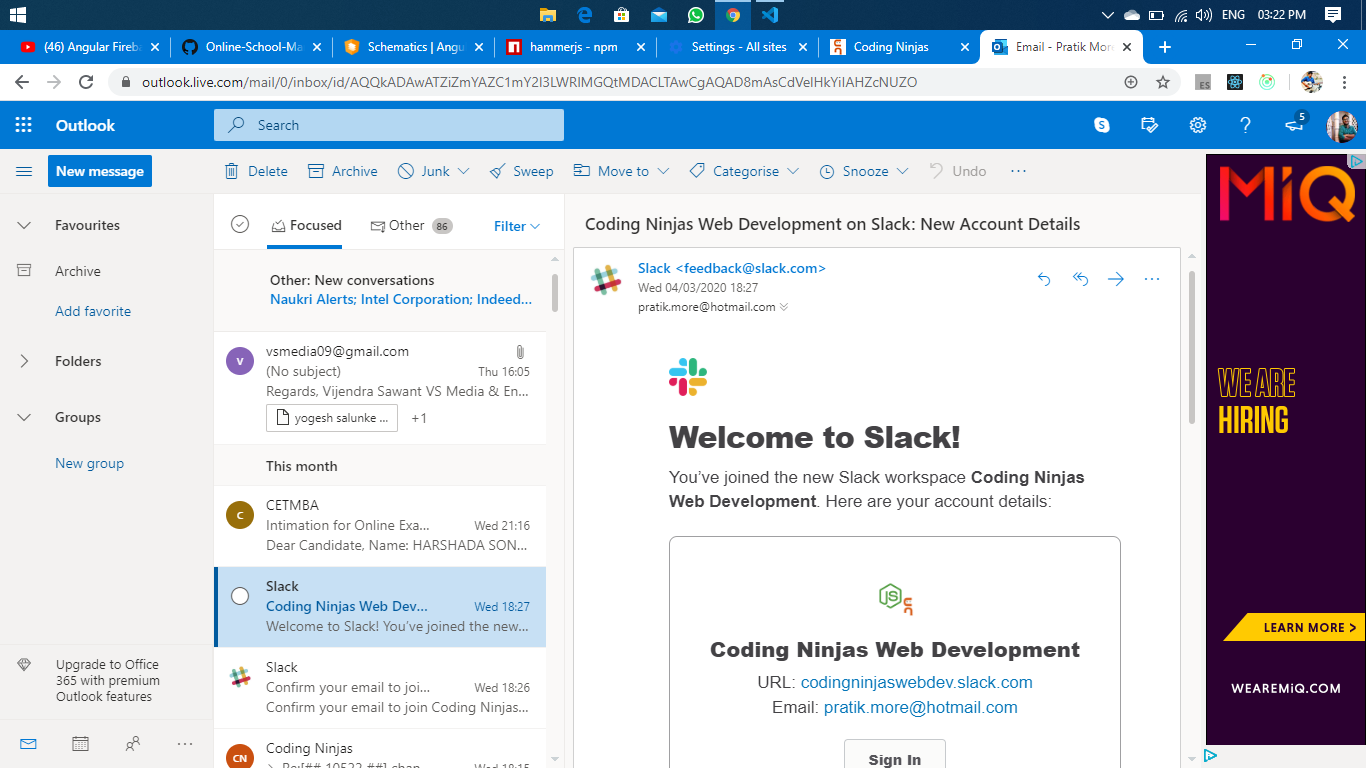 ENG 03:22 PM
(46) Angular Fireba
Online-School-Ma
Schematics | Angu
hammerjs - npm
Settings - All sites
Coding Ninjas
Email - Pratik More
outlook.live.com/mail/0/inbox/id/
ES
Outlook
Search
5
New message
Delete
Archive
Junk
Sweep
Move to
Categorise
Snooze
Undo
Favourites
Archive
Add favorite
Folders
Groups
New group
Upgrade to Office
365 with premium
Outlook features
Focused
Other 86
Filter
Other: New conversations
Naukri Alerts; Intel Corporation; Indeed...
V
vsmedia09@gmail.com
(No subject) Thu 16:05
Regards, Vijendra Sawant VS Media & En...
yogesh salunke ... +1
This month
C
CETMBA
Intimation for Online Exa... Wed 21:16
Dear Candidate, Name: HARSHADA SON...
Slack
Coding Ninjas Web Dev... Wed 18:27
Welcome to Slack! You've joined the new...
Slack
Confirm your email to joi... Wed 18:26
Confirm your email to join Coding Ninjas...
CN
Coding Ninjas
Coding Ninjas Web Development on Slack: New Account Details
Slack <feedback@slack.com>
Wed 04/03/2020 18:27
pratik.more@hotmail.com
Welcome to Slack!
You've joined the new Slack workspace Coding Ninjas
Web Development. Here are your account details:
JS
Coding Ninjas Web Development
URL: codingninjaswebdev.slack.com
Email: pratik.more@hotmail.com
Sign In
MiQ
WE ARE
HIRING
LEARN MORE >
WEAREMiQ.COM